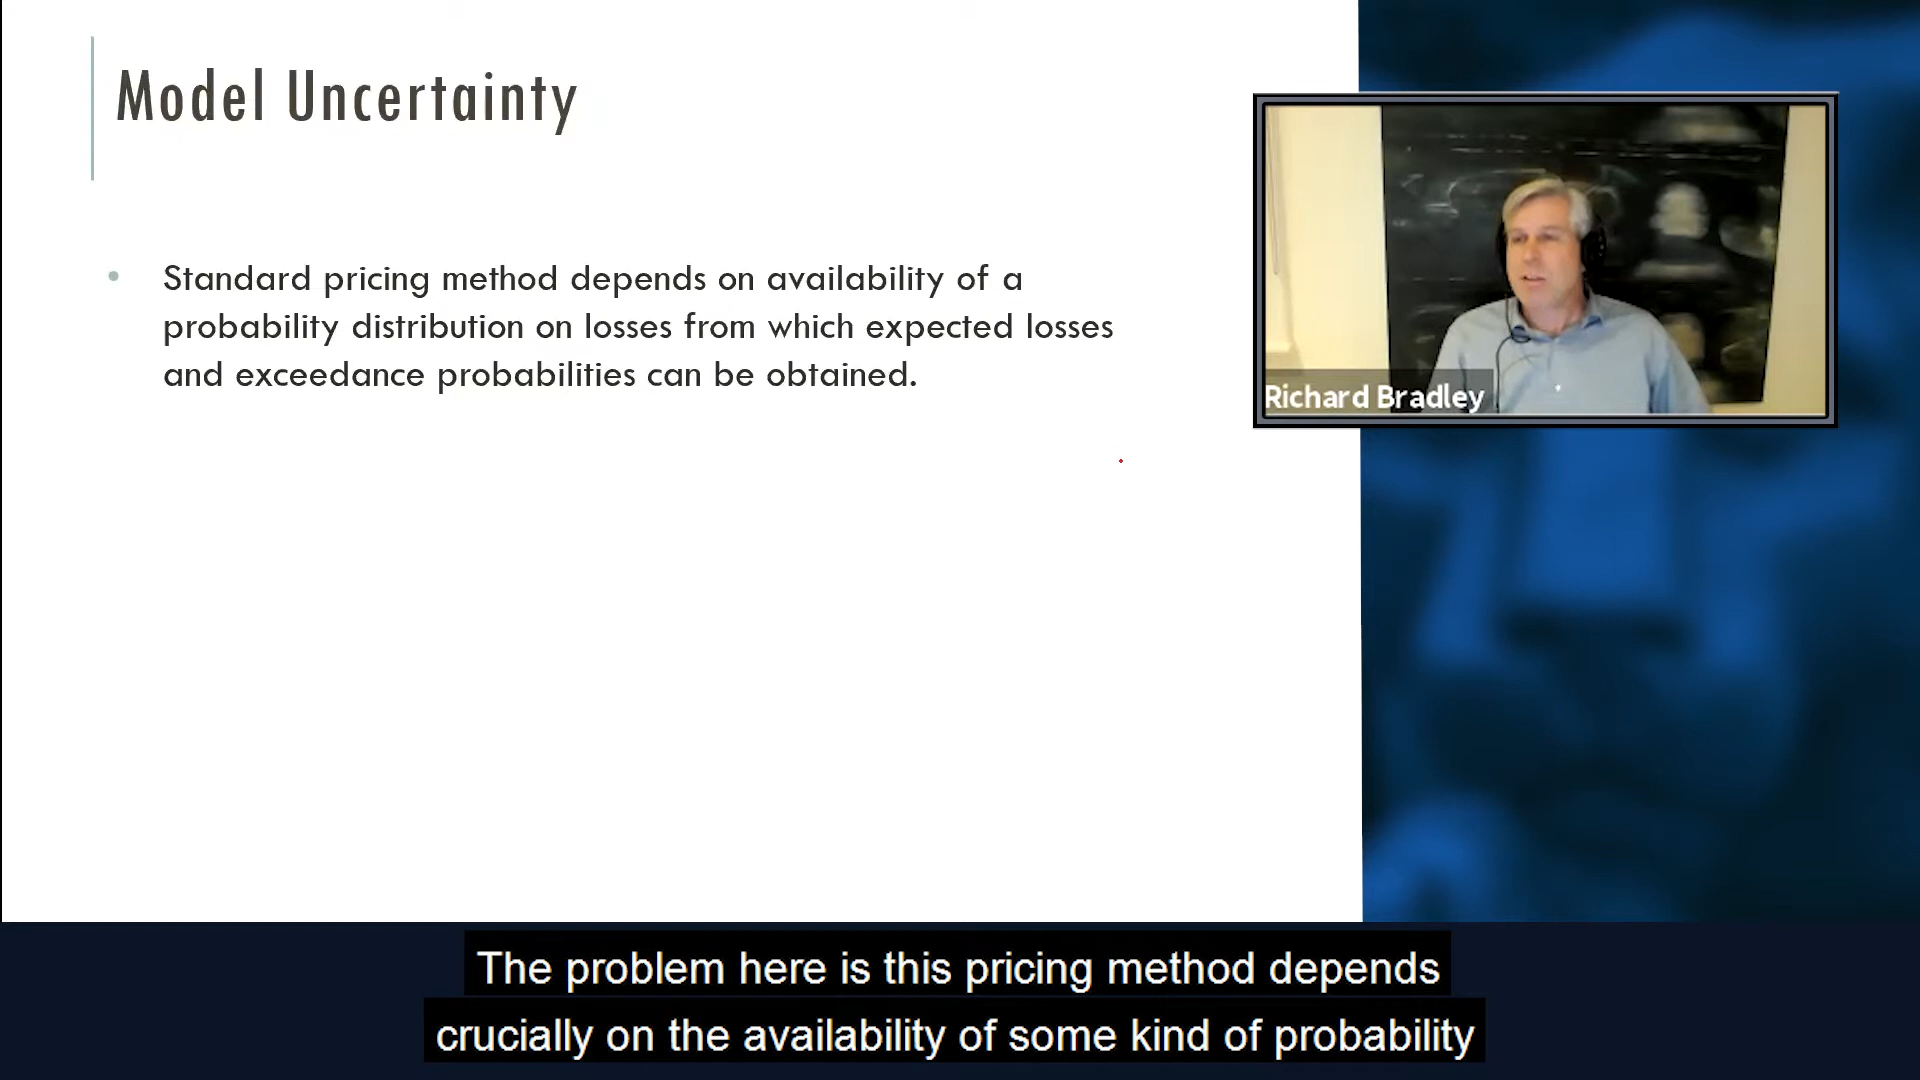 Model Uncertainty
• Standard pricing method depends on availability of a
probability distribution on losses from which expected losses
and exceedance probabilities can be obtained.
Richard Bradley
The problem here is this pricing method depends
crucially on the availability of some kind of probability